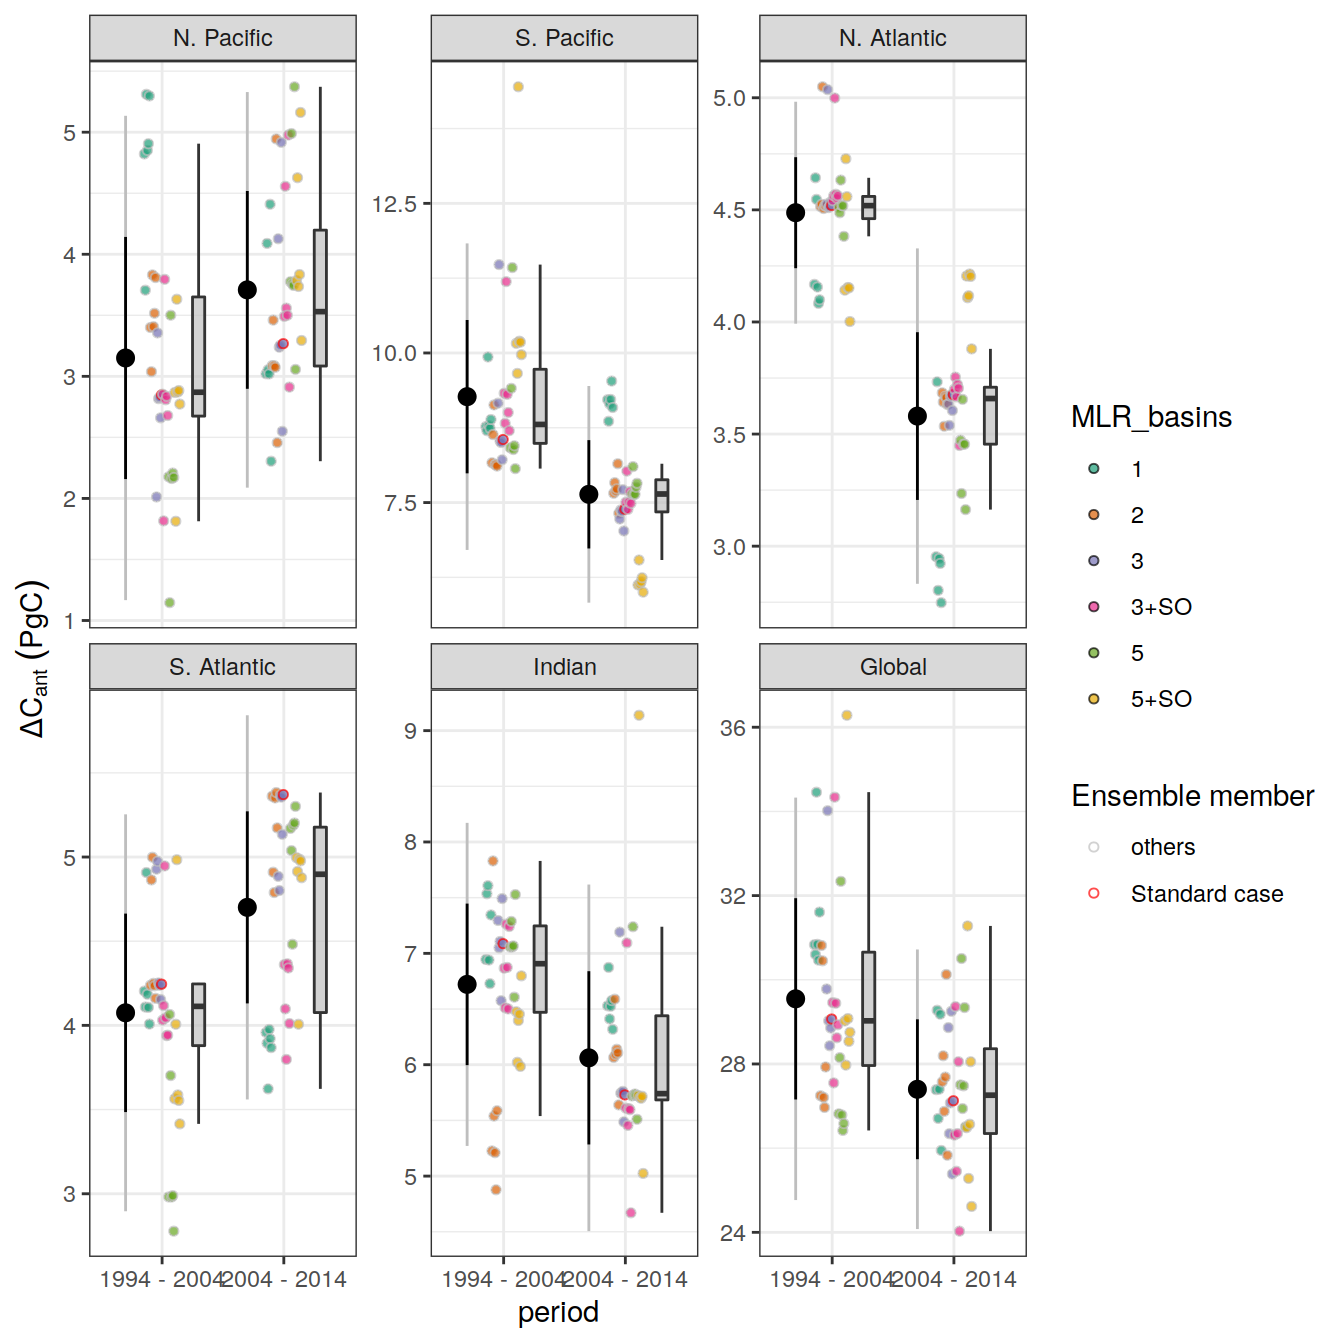 N. Pacific
S. Pacific
N. Atlantic
5
4
3
2
1
12.5
10.0
7.5
5.0
4.5
4.0
3.5
3.0
S. Atlantic
Indian
Global
5
4
3
9
8
7
6
5
36
32
28
24
1994 - 2004
2004 - 2014
1994 - 2004
2004 - 2014
1994 - 2004
2004 - 2014
period
ΔCant (PgC)
MLR_basins
1
2
3
3+SO
5
5+SO
Ensemble member
others
Standard case